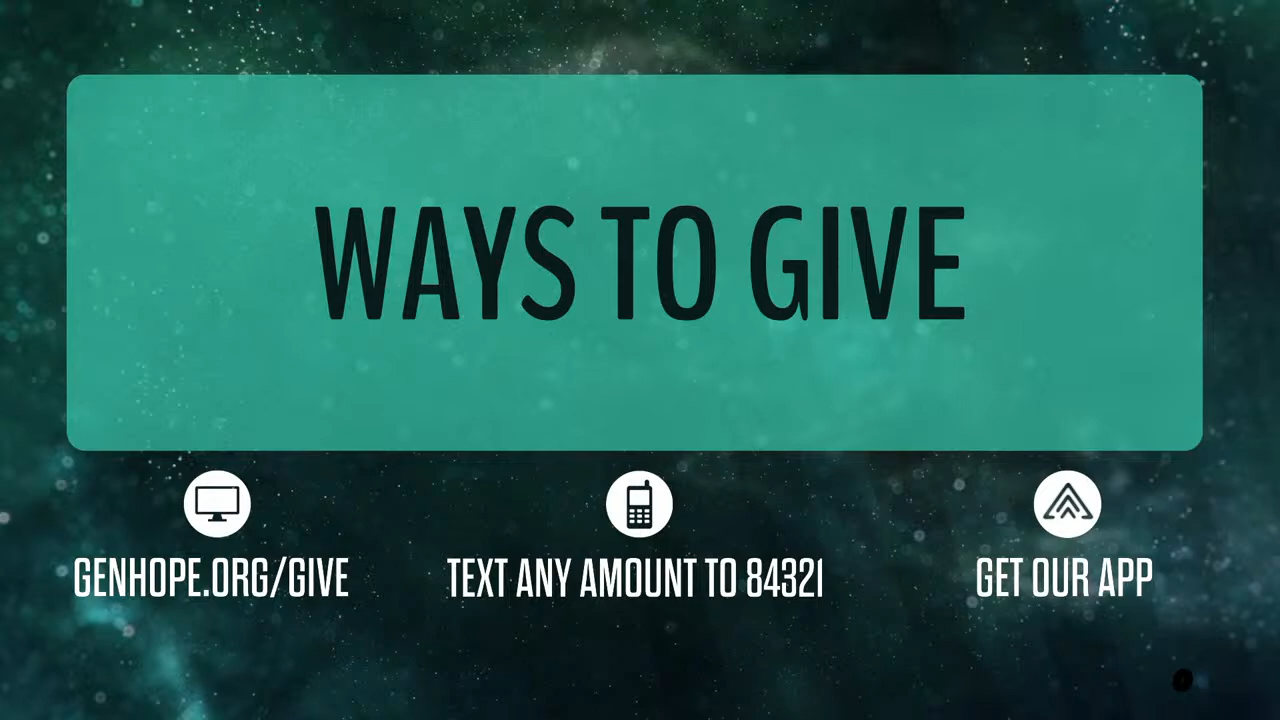 WAYS TO GIVE
GENHOPE.ORG/GIVE
TEXT ANY AMOUNT TO 84321
GET OUR APP